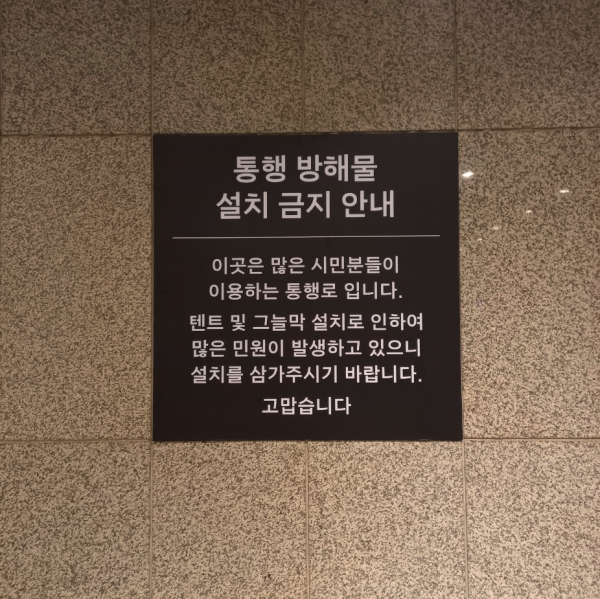 통행 방해물
설치 금지 안내
이곳은 많은 시민분들이
이용하는 통행로 입니다.
텐트 및 그늘막 설치로 인하여
많은 민원이 발생하고 있으니
설치를 삼가주시기 바랍니다.
고맙습니다